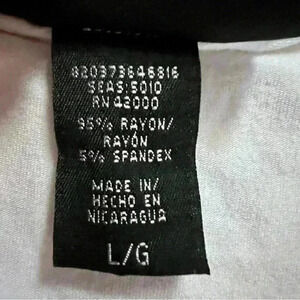 820373646816
SEAS:5010
RN 42000
95% RAYON/
RAYÓN
5% SPANDEX
MADE IN/
HECHO EN
NICARAGUA
L/G